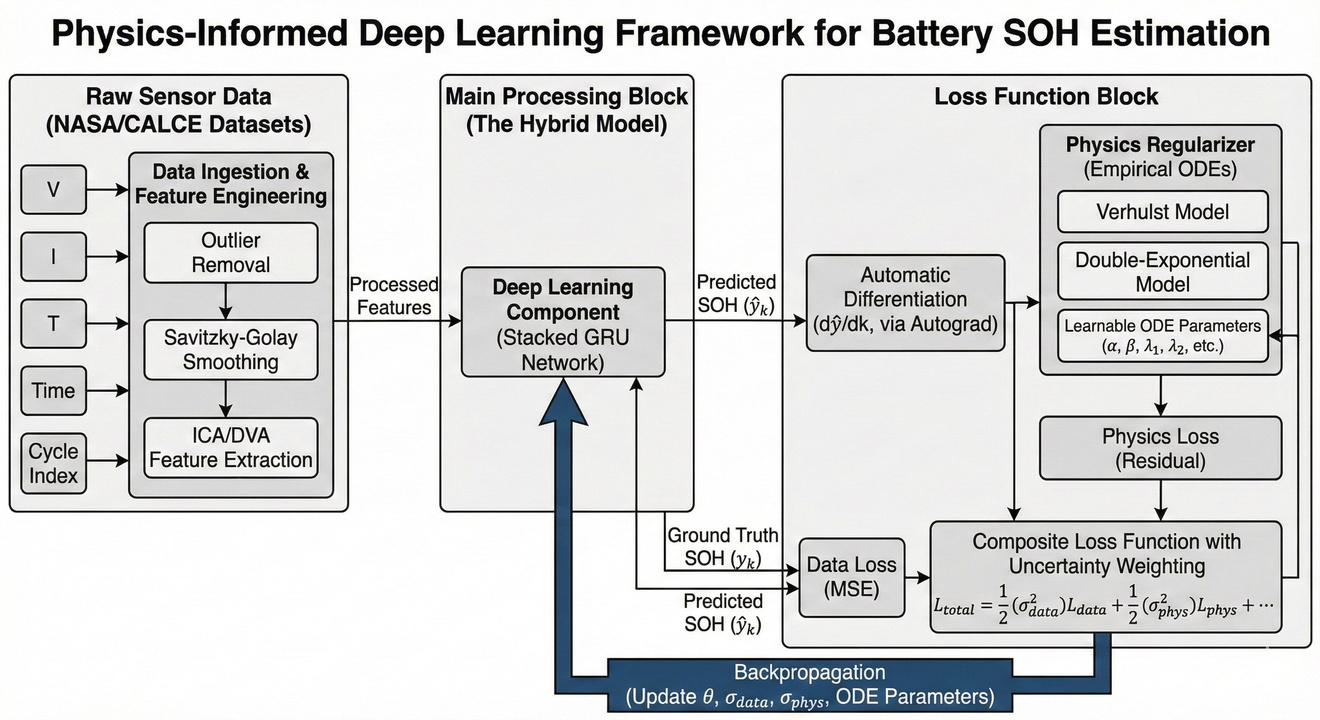 Physics-Informed Deep Learning Framework for Battery SOH Estimation
Raw Sensor Data
(NASA/CALCE Datasets)
V
I
T
Time
Cycle
Index
Data Ingestion &
Feature Engineering
Outlier
Removal
Savitzky-Golay
Smoothing
ICA/DVA
Feature Extraction
Processed
Features
Main Processing Block
(The Hybrid Model)
Deep Learning
Component
(Stacked GRU
Network)
Predicted
SOH (ŷₖ)
Ground Truth
SOH (yₖ)
Predicted
SOH (ŷₖ)
Loss Function Block
Automatic
Differentiation
(dŷ/dk, via Autograd)
Physics Regularizer
(Empirical ODEs)
Verhulst Model
Double-Exponential
Model
Learnable ODE Parameters
(α, β, λ₁, λ₂, etc.)
Physics Loss
(Residual)
Data Loss
(MSE)
Composite Loss Function with
Uncertainty Weighting
L_total = 1/2(σ²_data)L_data + 1/2(σ²_phys)L_phys + ⋯
Backpropagation
(Update θ, σ_data, σ_phys, ODE Parameters)